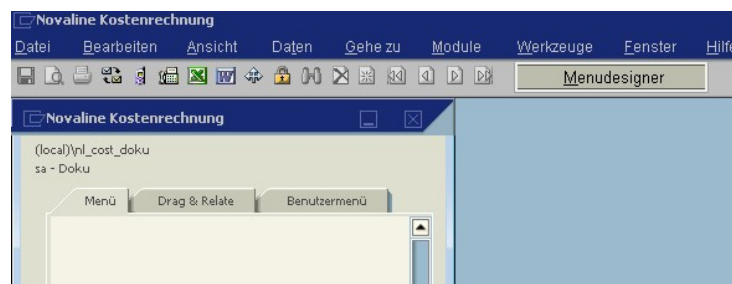 Novaline Kostenrechnung
Datei Bearbeiten Ansicht Daten Gehe zu Module Werkzeuge Fenster Hilfe
Menudesigner
Novaline Kostenrechnung
(local)\nl_cost_doku
sa - Doku
Menü Drag & Relate Benutzermenü